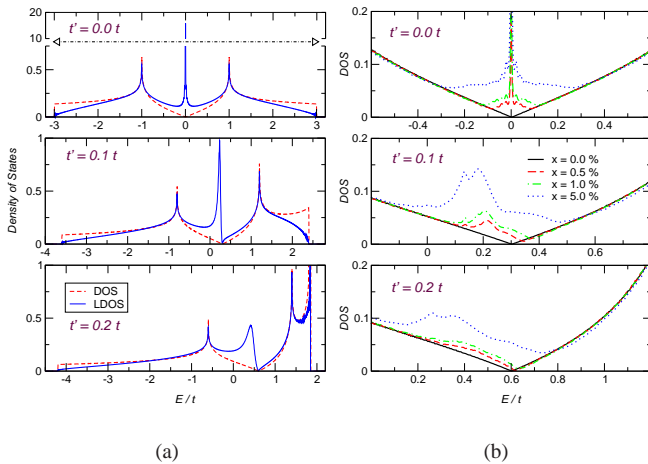 20
10
t' = 0.0 t
0.5
0
-3 -2 -1 0 1 2 3
1
t' = 0.1 t
0.5
0
-4 -3 -2 -1 0 1 2
1
DOS
LDOS
t' = 0.2 t
0.5
0
-4 -3 -2 -1 0 1 2
Density of States
E / t
(a)
0.2
t' = 0.0 t
0.1
0
-0.4 -0.2 0 0.2 0.4
DOS
0.2
t' = 0.1 t
x = 0.0 %
x = 0.5 %
x = 1.0 %
x = 5.0 %
0.1
0
0 0.2 0.4 0.6
DOS
0.2
t' = 0.2 t
0.1
0
0.2 0.4 0.6 0.8 1
DOS
E / t
(b)